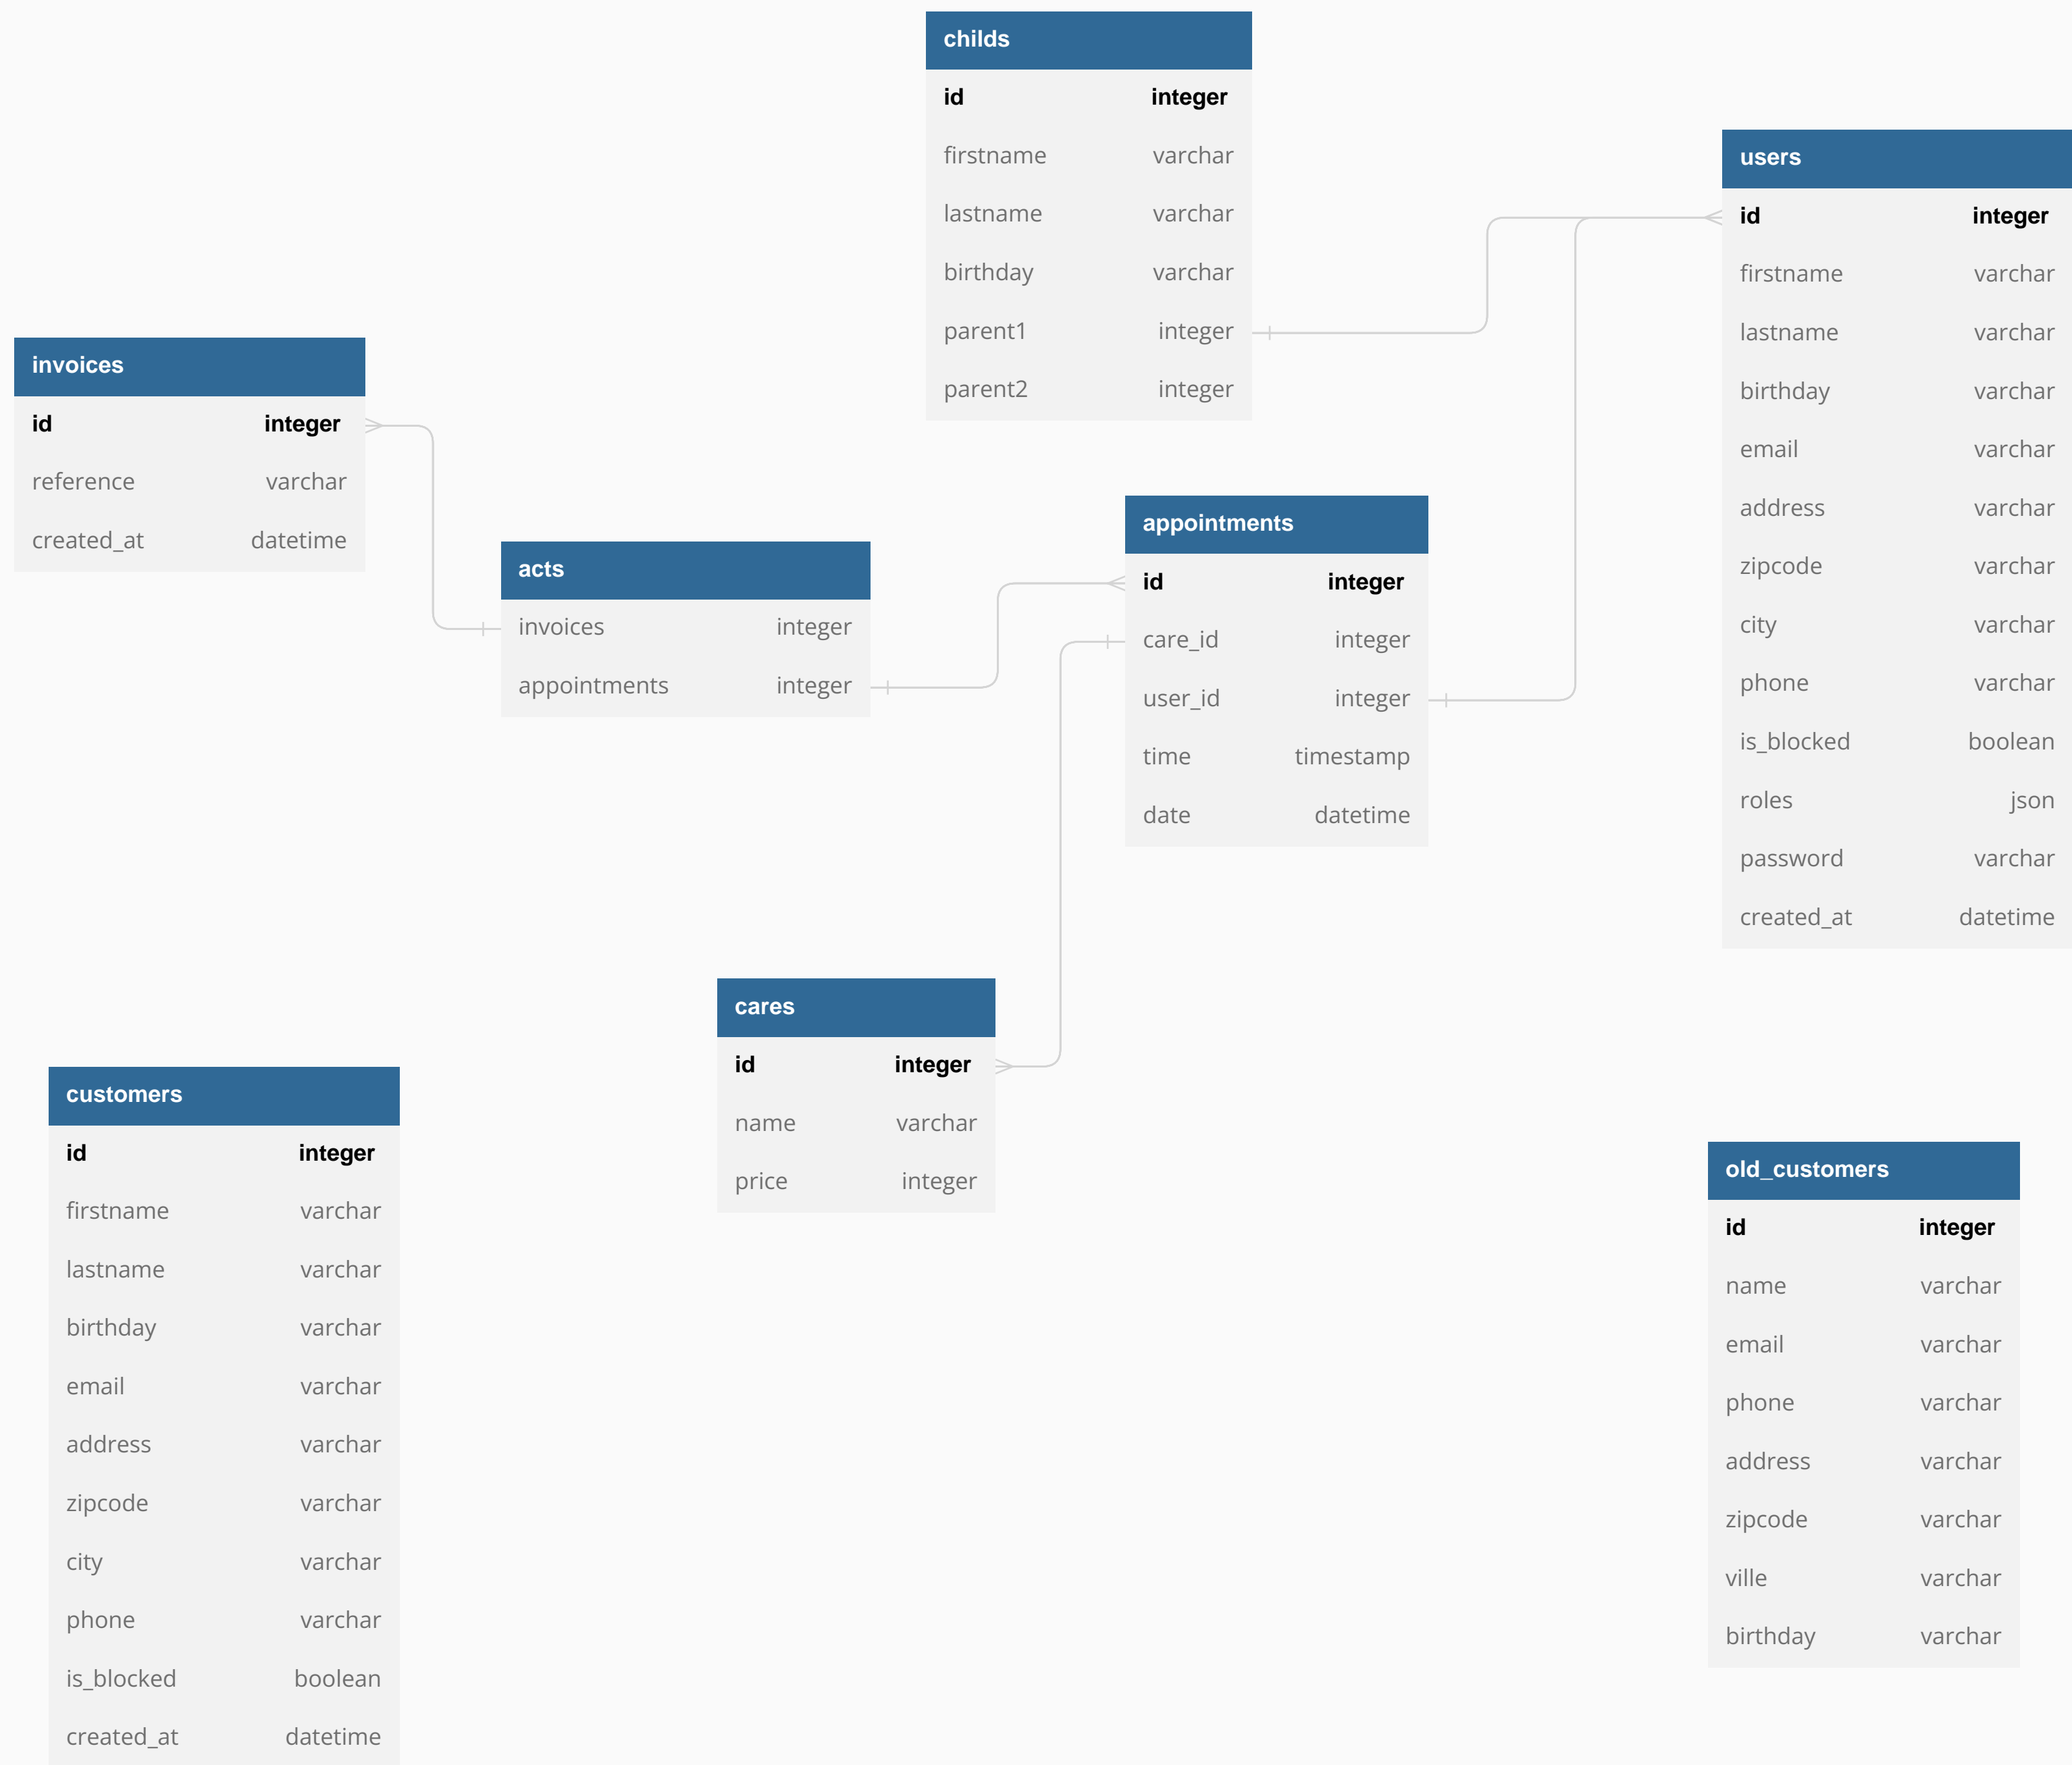 childs
id integer
firstname varchar
lastname varchar
birthday varchar
parent1 integer
parent2 integer
users
id integer
firstname varchar
lastname varchar
birthday varchar
email varchar
address varchar
zipcode varchar
city varchar
phone varchar
is_blocked boolean
roles json
password varchar
created_at datetime
invoices
id integer
reference varchar
created_at datetime
acts
invoices integer
appointments integer
appointments
id integer
care_id integer
user_id integer
time timestamp
date datetime
cares
id integer
name varchar
price integer
customers
id integer
firstname varchar
lastname varchar
birthday varchar
email varchar
address varchar
zipcode varchar
city varchar
phone varchar
is_blocked boolean
created_at datetime
old_customers
id integer
name varchar
email varchar
phone varchar
address varchar
zipcode varchar
ville varchar
birthday varchar